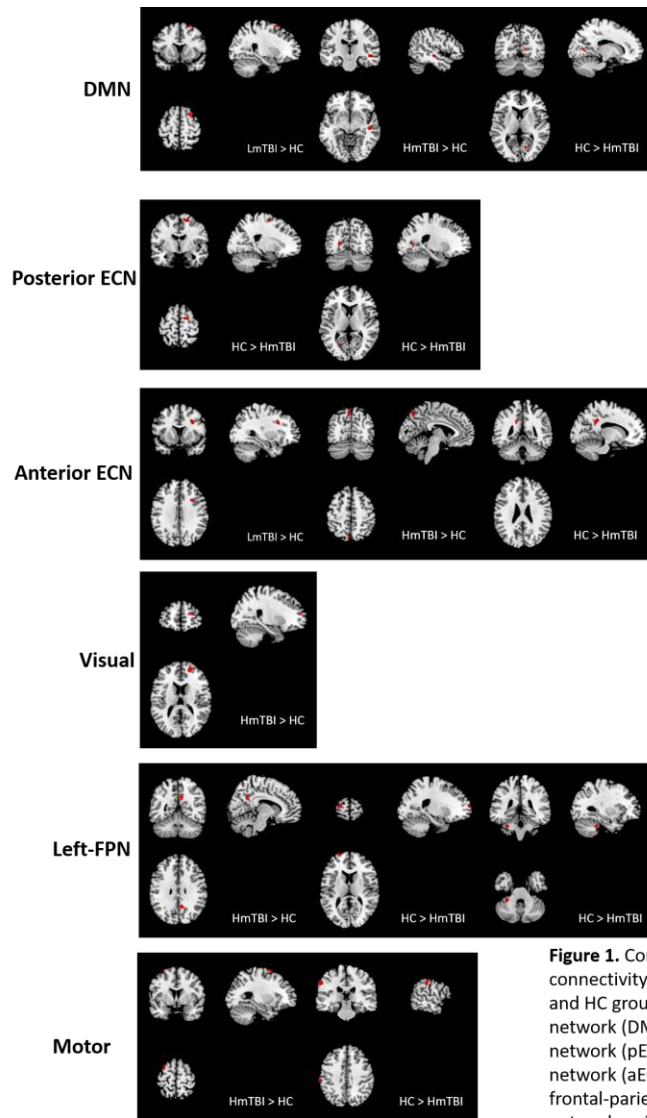 DMN
LmTBI > HC
HmTBI > HC
HC > HmTBI
Posterior ECN
HC > HmTBI
HC > HmTBI
Anterior ECN
LmTBI > HC
HmTBI > HC
HC > HmTBI
Visual
HmTBI > HC
Left-FPN
HmTBI > HC
HC > HmTBI
HC > HmTBI
Motor
HmTBI > HC
HC > HmTBI
Figure 1. Co
connectivity
and HC grou
network (DM
network (pE
network (aE
frontal-parie